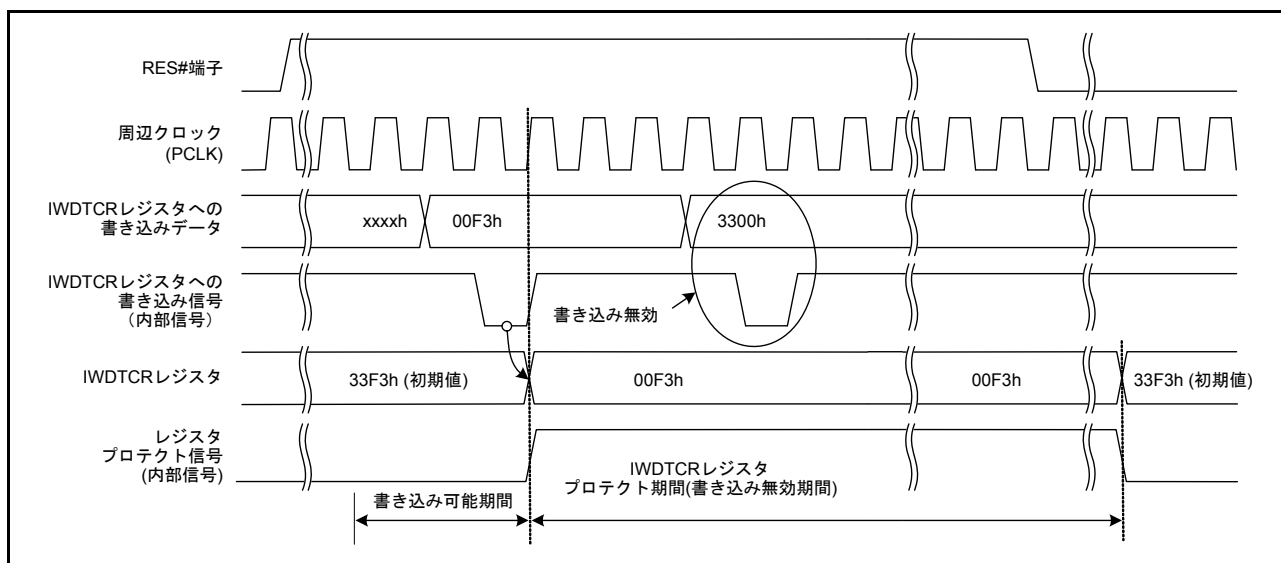 RES#端子
周辺クロック
(PCLK)
IWDTCRレジスタへの
書き込みデータ
xxxxh
00F3h
3300h
IWDTCRレジスタへの
書き込み信号
（内部信号）
書き込み無効
IWDTCRレジスタ
33F3h (初期値)
00F3h
00F3h
33F3h (初期値)
レジスタ
プロテクト信号
(内部信号)
IWDTCRレジスタ
プロテクト期間(書き込み無効期間)
書き込み可能期間